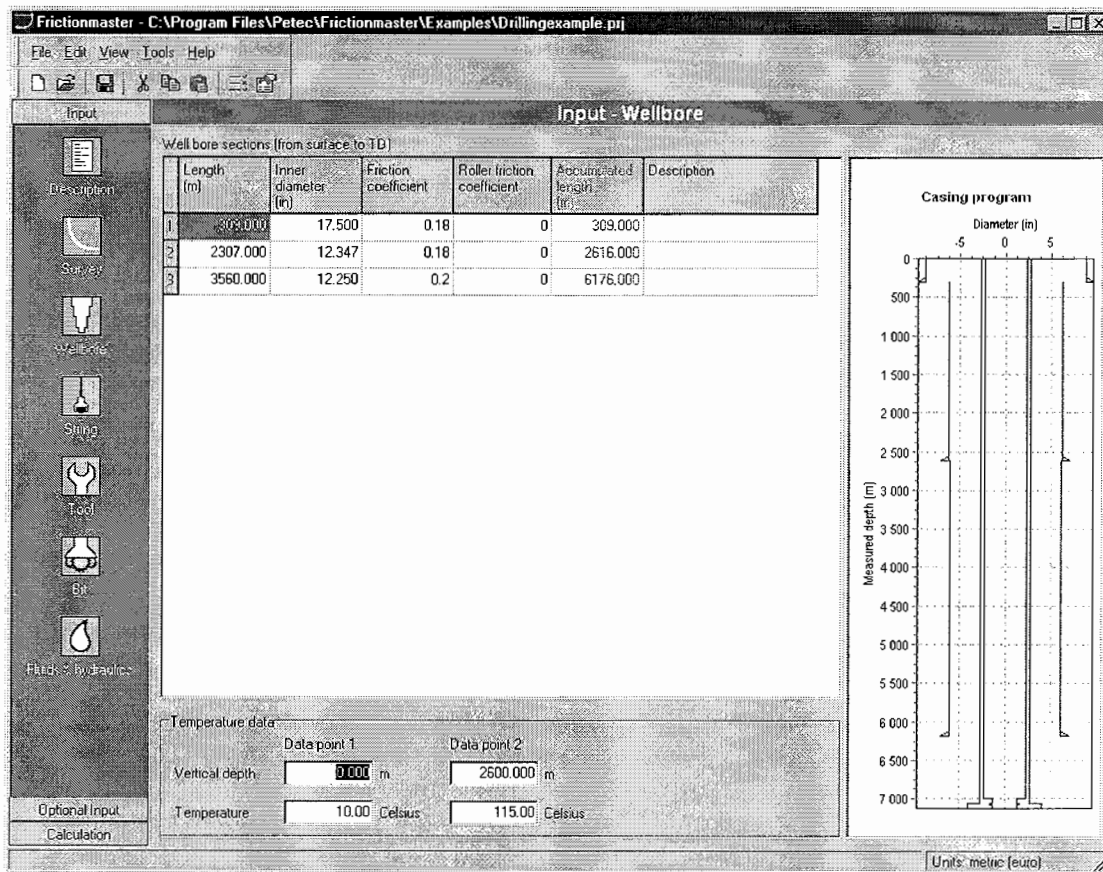 Frictionmaster - C:\Program Files\Petec\Frictionmaster\Examples\Drillingexample.prj
File Edit View Tools Help
Input
Input - Wellbore
Description
Survey
Wellbore
String
Tool
Bit
Fluids & hydraulics
Optional Input
Calculation
Well bore sections (from surface to TD)
Length (m) Inner diameter (in) Friction coefficient Roller friction coefficient Accumulated length (m) Description
1 309.000 17.500 0.18 0 309.000
2 2307.000 12.347 0.18 0 2616.000
3 3560.000 12.250 0.2 0 6176.000
Temperature data
Data point 1 Data point 2
Vertical depth 0.000 m 2600.000 m
Temperature 10.00 Celsius 115.00 Celsius
Casing program
Diameter (in)
-5 0 5
Measured depth (m)
0
500
1 000
1 500
2 000
2 500
3 000
3 500
4 000
4 500
5 000
5 500
6 000
6 500
7 000
Units: metric (euro)